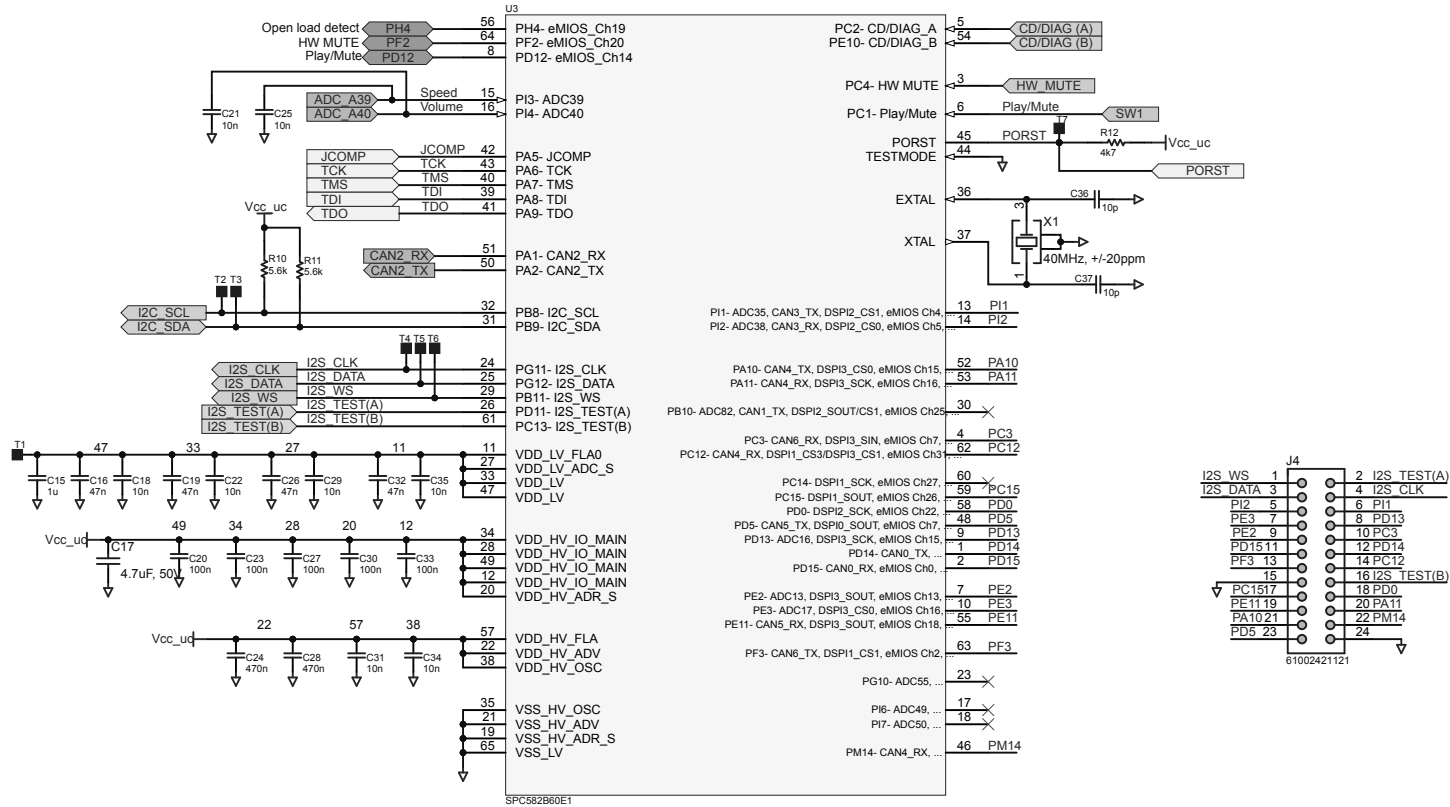 U3
Open load detect PH4 56 PH4- eMIOS_Ch19
HW MUTE PF2 64 PF2- eMIOS_Ch20
Play/Mute PD12 8 PD12- eMIOS_Ch14
C21 10n
C25 10n
ADC_A39 Speed 15 PI3- ADC39
ADC_A40 Volume 16 PI4- ADC40
JCOMP JCOMP 42 PA5- JCOMP
TCK TCK 43 PA6- TCK
TMS TMS 40 PA7- TMS
TDI TDI 39 PA8- TDI
TDO TDO 41 PA9- TDO
Vcc_uc
R10 5.6k
R11 5.6k
CAN2_RX 51 PA1- CAN2_RX
CAN2_TX 50 PA2- CAN2_TX
T2 T3
I2C_SCL 32 PB8- I2C_SCL
I2C_SDA 31 PB9- I2C_SDA
T4 T5 T6
I2S_CLK I2S_CLK 24 PG11- I2S_CLK
I2S_DATA I2S_DATA 25 PG12- I2S_DATA
I2S_WS I2S_WS 29 PB11- I2S_WS
I2S_TEST(A) I2S_TEST(A) 26 PD11- I2S_TEST(A)
I2S_TEST(B) I2S_TEST(B) 61 PC13- I2S_TEST(B)
T1 47 33 27 11 11 VDD_LV_FLA0
27 VDD_LV_ADC_S
33 VDD_LV
47 VDD_LV
C15 1u
C16 47n
C18 10n
C19 47n
C22 10n
C26 47n
C29 10n
C32 47n
C35 10n
Vcc_uc 49 34 28 20 12 34 VDD_HV_IO_MAIN
28 VDD_HV_IO_MAIN
49 VDD_HV_IO_MAIN
12 VDD_HV_IO_MAIN
20 VDD_HV_ADR_S
C17 4.7uF, 50V
C20 100n
C23 100n
C27 100n
C30 100n
C33 100n
Vcc_uc 22 28 57 38 57 VDD_HV_FLA
22 VDD_HV_ADV
38 VDD_HV_OSC
C24 470n
C28 470n
C31 10n
C34 10n
35 VSS_HV_OSC
21 VSS_HV_ADV
19 VSS_HV_ADR_S
65 VSS_LV
SPC582B60E1
PC2- CD/DIAG_A 5 CD/DIAG (A)
PE10- CD/DIAG_B 54 CD/DIAG (B)
PC4- HW MUTE 3 HW_MUTE
PC1- Play/Mute 6 Play/Mute SW1
T7
PORST 45 PORST R12 4k7 Vcc_uc
TESTMODE 44
PORST
EXTAL 36 C36 10p
3 X1
XTAL 37
40MHz, +/-20ppm
1 C37 10p
PI1- ADC35, CAN3_TX, DSPI2_CS1, eMIOS Ch4, ... 13 PI1
PI2- ADC38, CAN3_RX, DSPI2_CS0, eMIOS Ch5, ... 14 PI2
PA10- CAN4_TX, DSPI3_CS0, eMIOS Ch15, ... 52 PA10
PA11- CAN4_RX, DSPI3_SCK, eMIOS Ch16, ... 53 PA11
PB10- ADC82, CAN1_TX, DSPI2_SOUT/CS1, eMIOS Ch25, ... 30
PC3- CAN6_RX, DSPI3_SIN, eMIOS Ch7, ... 4 PC3
PC12- CAN4_RX, DSPI1_CS3/DSPI3_CS1, eMIOS Ch31, ... 62 PC12
PC14- DSPI1_SCK, eMIOS Ch27, ... 60
PC15- DSPI1_SOUT, eMIOS Ch26, ... 59 PC15
PD0- DSPI2_SCK, eMIOS Ch22, ... 58 PD0
PD5- CAN5_TX, DSPI0_SOUT, eMIOS Ch7, ... 48 PD5
PD13- ADC16, DSPI3_SCK, eMIOS Ch15, ... 9 PD13
PD14- CAN0_TX, ... 1 PD14
PD15- CAN0_RX, eMIOS Ch0, ... 2 PD15
PE2- ADC13, DSPI3_SOUT, eMIOS Ch13, ... 7 PE2
PE3- ADC17, DSPI3_CS0, eMIOS Ch16, ... 10 PE3
PE11- CAN5_RX, DSPI3_SOUT, eMIOS Ch18, ... 55 PE11
PF3- CAN6_TX, DSPI1_CS1, eMIOS Ch2, ... 63 PF3
PG10- ADC55, ... 23
PI6- ADC49, ... 17
PI7- ADC50, ... 18
PM14- CAN4_RX, ... 46 PM14
J4
I2S_WS 1 2 I2S_TEST(A)
I2S_DATA 3 4 I2S_CLK
PI2 5 6 PI1
PE3 7 8 PD13
PE2 9 10 PC3
PD15 11 12 PD14
PF3 13 14 PC12
15 16 I2S_TEST(B)
PC15 17 18 PD0
PE11 19 20 PA11
PA10 21 22 PM14
PD5 23 24
61002421121